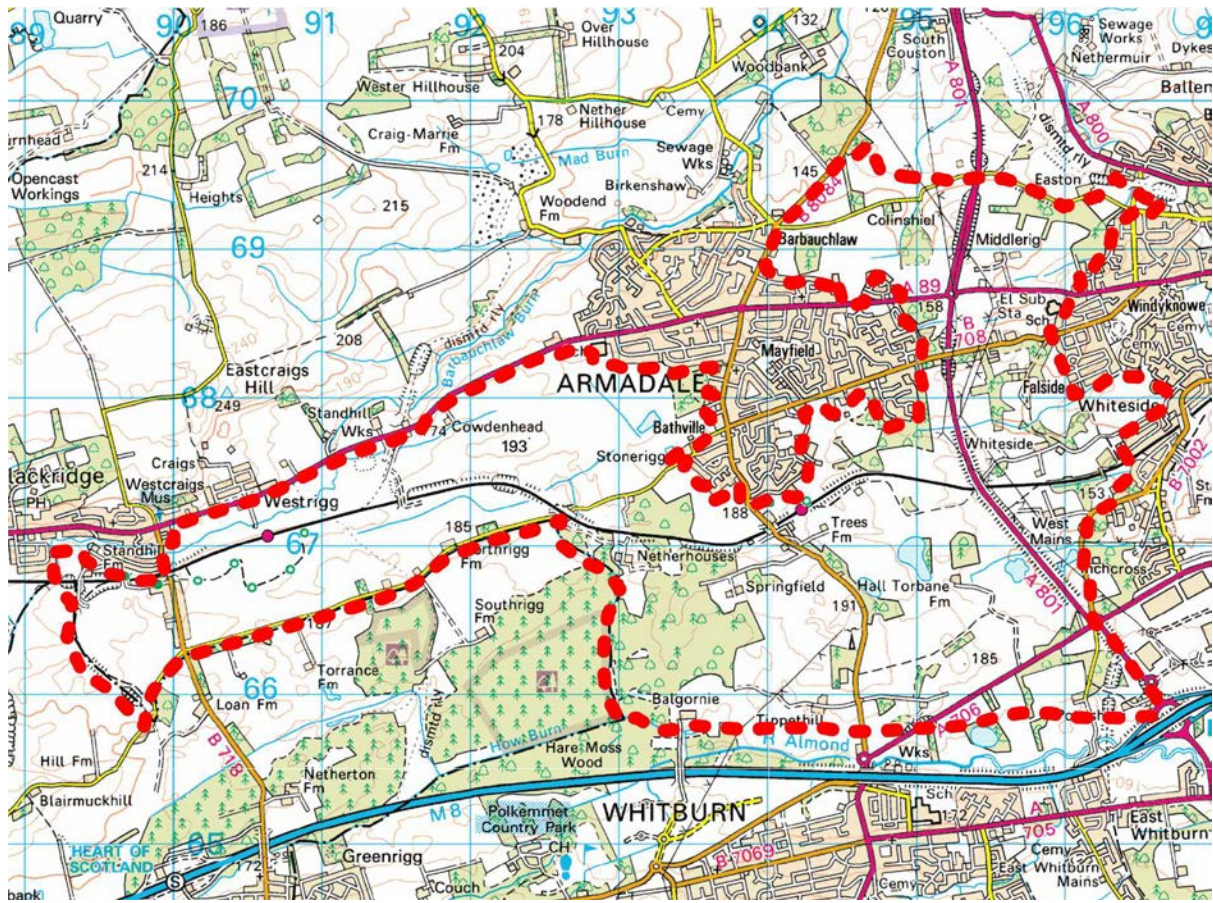 89
90
91
92
93
94
95
96
Quarry
186
204
Over
Hillhouse
132
Woodbank
South
Couston
A 801
Sewage
Works
Nethermuir
Dykes
Wester Hillhouse
70
Nether
Hillhouse
Cemy
178
A 800
Craig-Marrie
Fm
Mad Burn
Sewage
Wks
145
dismtd rly
Opencast
Workings
214
Heights
215
Birkenshaw
B 8084
Easton
Woodend
Fm
Colinshiel
69
Barbauchlaw
Middlerig
A 89
158
El Sub
Sta
Sch
Windyknowe
Cemy
B
708
Barbauchlaw Burn
dismtd rly
208
240
190
Mayfield
Cemy
Eastcraigs
Hill
68
249
ARMADALE
Falside
Whiteside
Standhill
Wks
174
Cowdenhead
193
Bathville
Stonerigg
Whiteside
B 7002
Craigs
Westcraigs
Mus
PH
Westrigg
188
153
Standhill
Fm
67
185
Northrigg
Fm
Netherhouses
Trees
Fm
West
Mains
Springfield
Hall Torbane
Fm
A 801
Inchcross
Southrigg
Fm
191
Torrance
Fm
185
66
Loan Fm
dismtd rly
Balgornie
Tippethill
A 706
B 718
How Burn
R Almond
Wks
Hill Fm
Hare Moss
Wood
Netherton
Fm
Blairmuckhill
M 8
Polkemmet
Country Park
WHITBURN
Sch
172
A
705
East
Whitburn
65
HEART OF
SCOTLAND
S
172
Greenrigg
CH
B 7069
Cemy
East Whitburn
Mains
Couch
Cemy